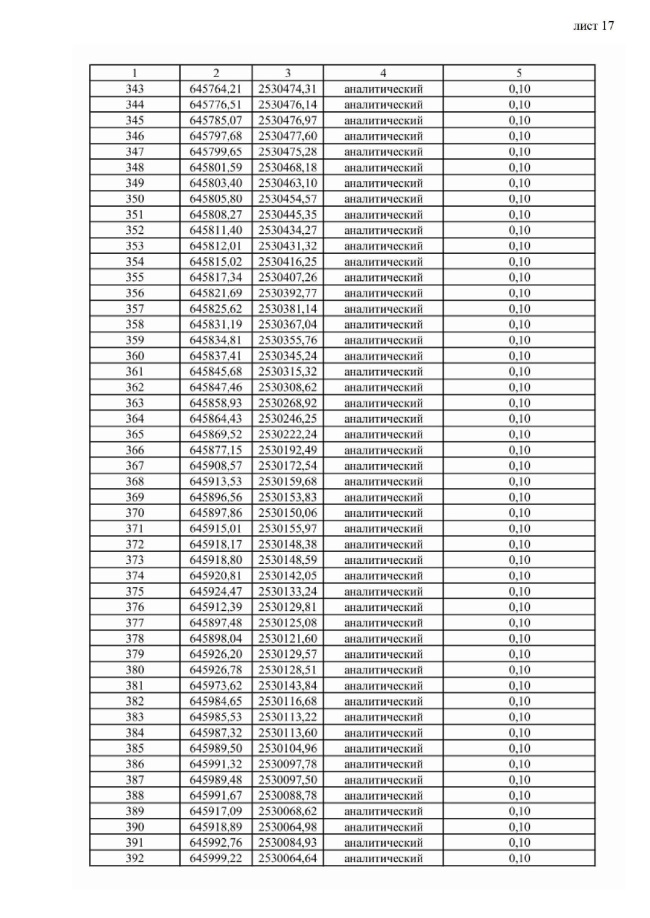 лист 17
1 2 3 4 5
343 645764,21 2530474,31 аналитический 0,10
344 645776,51 2530476,14 аналитический 0,10
345 645785,07 2530476,97 аналитический 0,10
346 645797,68 2530477,60 аналитический 0,10
347 645799,65 2530475,28 аналитический 0,10
348 645801,59 2530468,18 аналитический 0,10
349 645803,40 2530463,10 аналитический 0,10
350 645805,80 2530454,57 аналитический 0,10
351 645808,27 2530445,35 аналитический 0,10
352 645811,40 2530434,27 аналитический 0,10
353 645812,01 2530431,32 аналитический 0,10
354 645815,02 2530416,25 аналитический 0,10
355 645817,34 2530407,26 аналитический 0,10
356 645821,69 2530392,77 аналитический 0,10
357 645825,62 2530381,14 аналитический 0,10
358 645831,19 2530367,04 аналитический 0,10
359 645834,81 2530355,76 аналитический 0,10
360 645837,41 2530345,24 аналитический 0,10
361 645845,68 2530315,32 аналитический 0,10
362 645847,46 2530308,62 аналитический 0,10
363 645858,93 2530268,92 аналитический 0,10
364 645864,43 2530246,25 аналитический 0,10
365 645869,52 2530222,24 аналитический 0,10
366 645877,15 2530192,49 аналитический 0,10
367 645908,57 2530172,54 аналитический 0,10
368 645913,53 2530159,68 аналитический 0,10
369 645896,56 2530153,83 аналитический 0,10
370 645897,86 2530150,06 аналитический 0,10
371 645915,01 2530155,97 аналитический 0,10
372 645918,17 2530148,38 аналитический 0,10
373 645918,80 2530148,59 аналитический 0,10
374 645920,81 2530142,05 аналитический 0,10
375 645924,47 2530133,24 аналитический 0,10
376 645912,39 2530129,81 аналитический 0,10
377 645897,48 2530125,08 аналитический 0,10
378 645898,04 2530121,60 аналитический 0,10
379 645926,20 2530129,57 аналитический 0,10
380 645926,78 2530128,51 аналитический 0,10
381 645973,62 2530143,84 аналитический 0,10
382 645984,65 2530116,68 аналитический 0,10
383 645985,53 2530113,22 аналитический 0,10
384 645987,32 2530113,60 аналитический 0,10
385 645989,50 2530104,96 аналитический 0,10
386 645991,32 2530097,78 аналитический 0,10
387 645989,48 2530097,50 аналитический 0,10
388 645991,67 2530088,78 аналитический 0,10
389 645917,09 2530068,62 аналитический 0,10
390 645918,89 2530064,98 аналитический 0,10
391 645992,76 2530084,93 аналитический 0,10
392 645999,22 2530064,64 аналитический 0,10